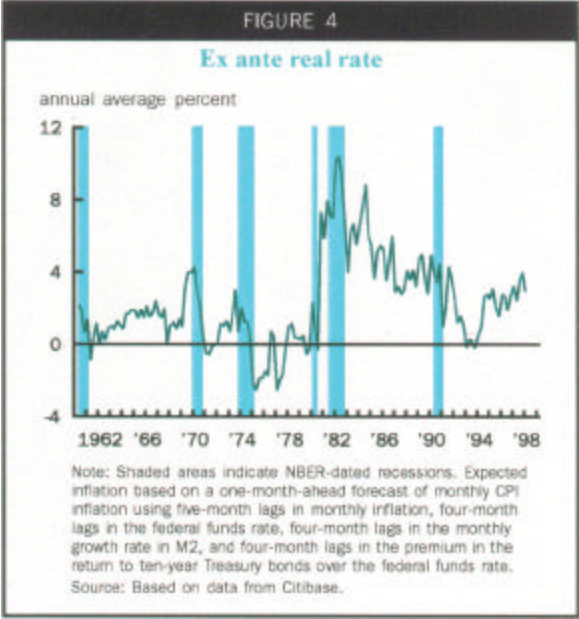 FIGURE 4
Ex ante real rate
annual average percent
12
8
4
0
-4
1962 '66 '70 '74 '78 '82 '86 '90 '94 '98
Note: Shaded areas indicate NBER-dated recessions. Expected
inflation based on a one-month-ahead forecast of monthly CPI
inflation using five-month lags in monthly inflation, four-month
lags in the federal funds rate, four-month lags in the monthly
growth rate in M2, and four-month lags in the premium in the
return to ten-year Treasury bonds over the federal funds rate.
Source: Based on data from Citibase.